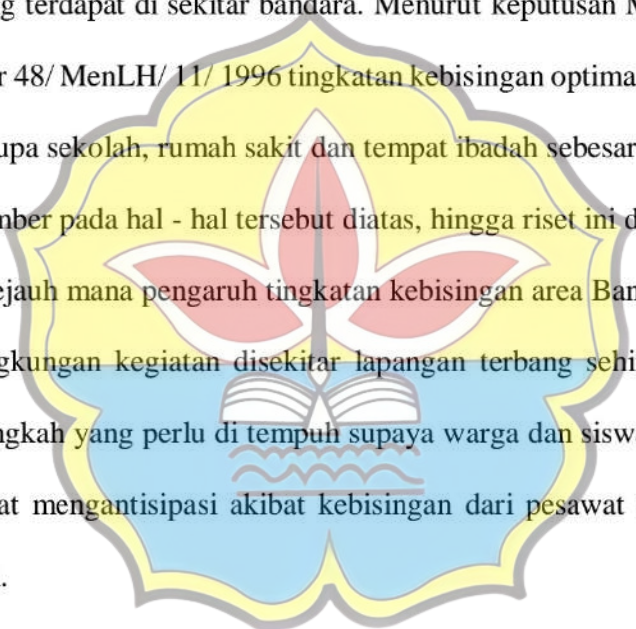 g terdapat di sekitar bandara. Menurut keputusan M
r 48/ MenLH/ 11/ 1996 tingkatan kebisingan optima
upa sekolah, rumah sakit dan tempat ibadah sebesar
mber pada hal - hal tersebut diatas, hingga riset ini d
ejauh mana pengaruh tingkatan kebisingan area Ban
gkungan kegiatan disekitar lapangan terbang sehi
ngkah yang perlu di tempuh supaya warga dan siswa
at mengantisipasi akibat kebisingan dari pesawat
.